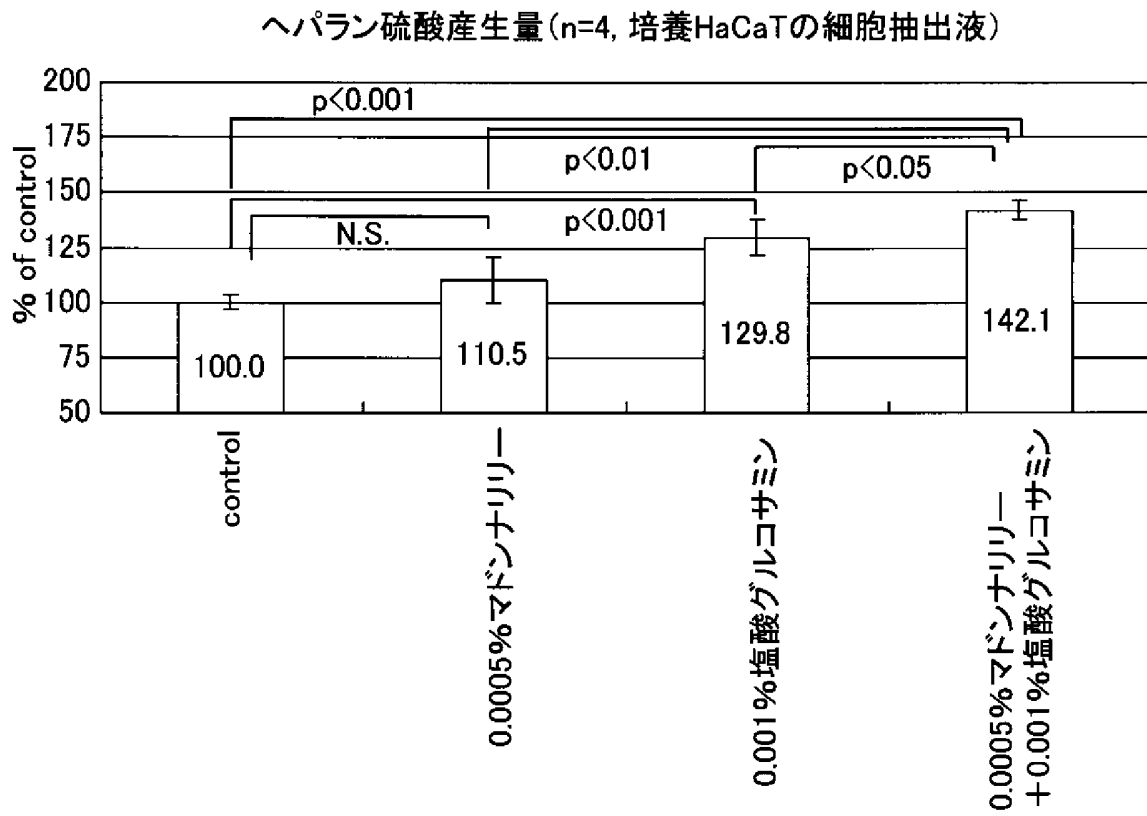 ヘパラン硫酸産生量(n=4, 培養HaCaTの細胞抽出液)
200
175
150
125
100
75
50
% of control
p<0.001
p<0.01
p<0.05
p<0.001
N.S.
100.0
110.5
129.8
142.1
control
0.0005%マドンナリリー
0.001%塩酸グルコサミン
0.0005%マドンナリリー
+0.001%塩酸グルコサミン